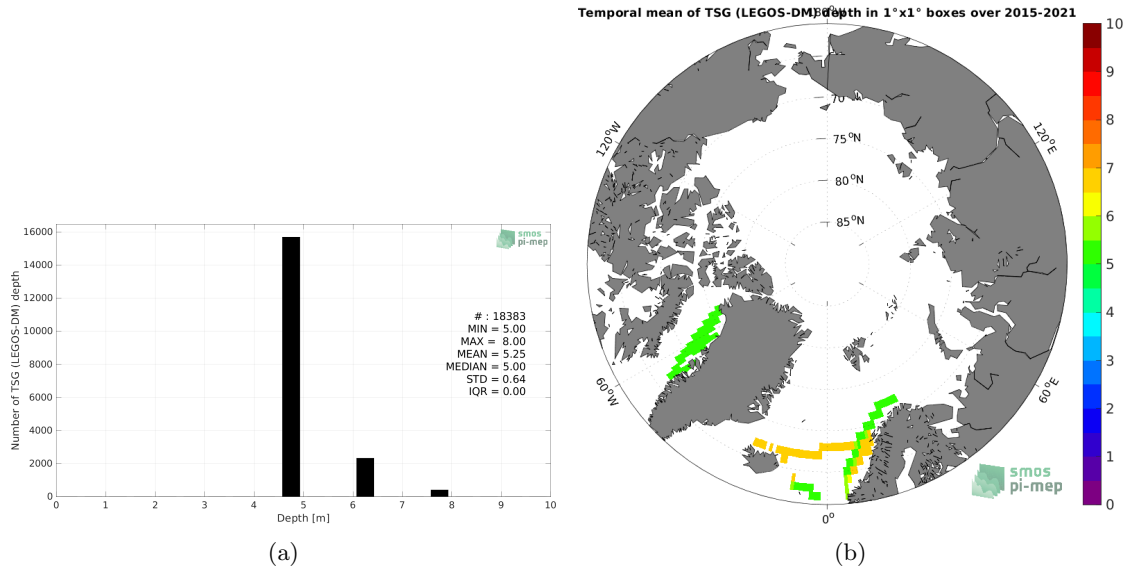 Temporal mean of TSG (LEGOS-DM) depth in 1°x1° boxes over 2015-2021
16000
14000
12000
10000
8000
6000
4000
2000
0
Number of TSG (LEGOS-DM) depth
smos
pi-mep
# : 18383
MIN = 5.00
MAX = 8.00
MEAN = 5.25
MEDIAN = 5.00
STD = 0.64
IQR = 0.00
0 1 2 3 4 5 6 7 8 9 10
Depth [m]
(a)
120°W
60°W
0°
60°E
120°E
75°N
80°N
85°N
smos
pi-mep
10
9
8
7
6
5
4
3
2
1
0
(b)